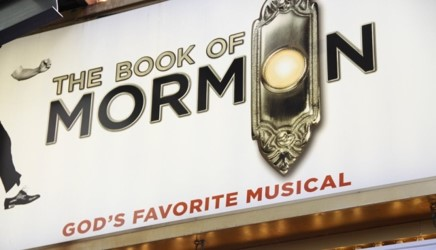 THE BOOK OF
MORMON
GOD'S FAVORITE MUSICAL